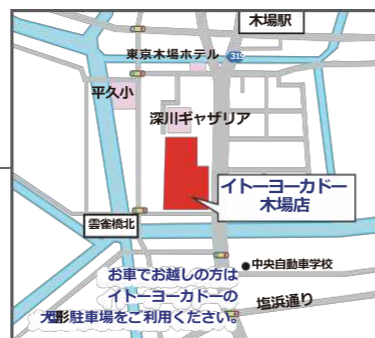 木場駅
東京木場ホテル
319
平久小
深川ギャザリア
イトーヨーカドー
木場店
雲雀橋北
中央自動車学校
お車でお越しの方は
イトーヨーカドーの
駐車場をご利用ください。
塩浜通り